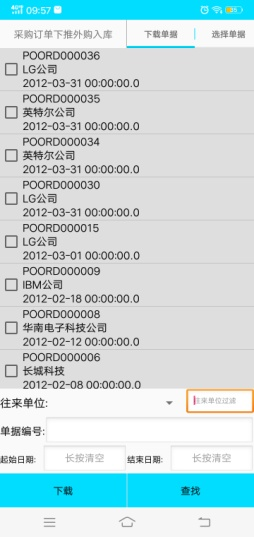 09:57
采购订单下推外购入库 下载单据 选择单据
POORD000036
LG公司
2012-03-31 00:00:00.0
POORD000035
英特尔公司
2012-03-31 00:00:00.0
POORD000034
英特尔公司
2012-03-31 00:00:00.0
POORD000030
LG公司
2012-03-31 00:00:00.0
POORD000015
LG公司
2012-03-01 00:00:00.0
POORD000009
IBM公司
2012-02-18 00:00:00.0
POORD000008
华南电子科技公司
2012-02-12 00:00:00.0
POORD000006
长城科技
2012-02-08 00:00:00.0
往来单位: 往来单位过滤
单据编号:
起始日期: 长按清空 结束日期: 长按清空
下载 查找